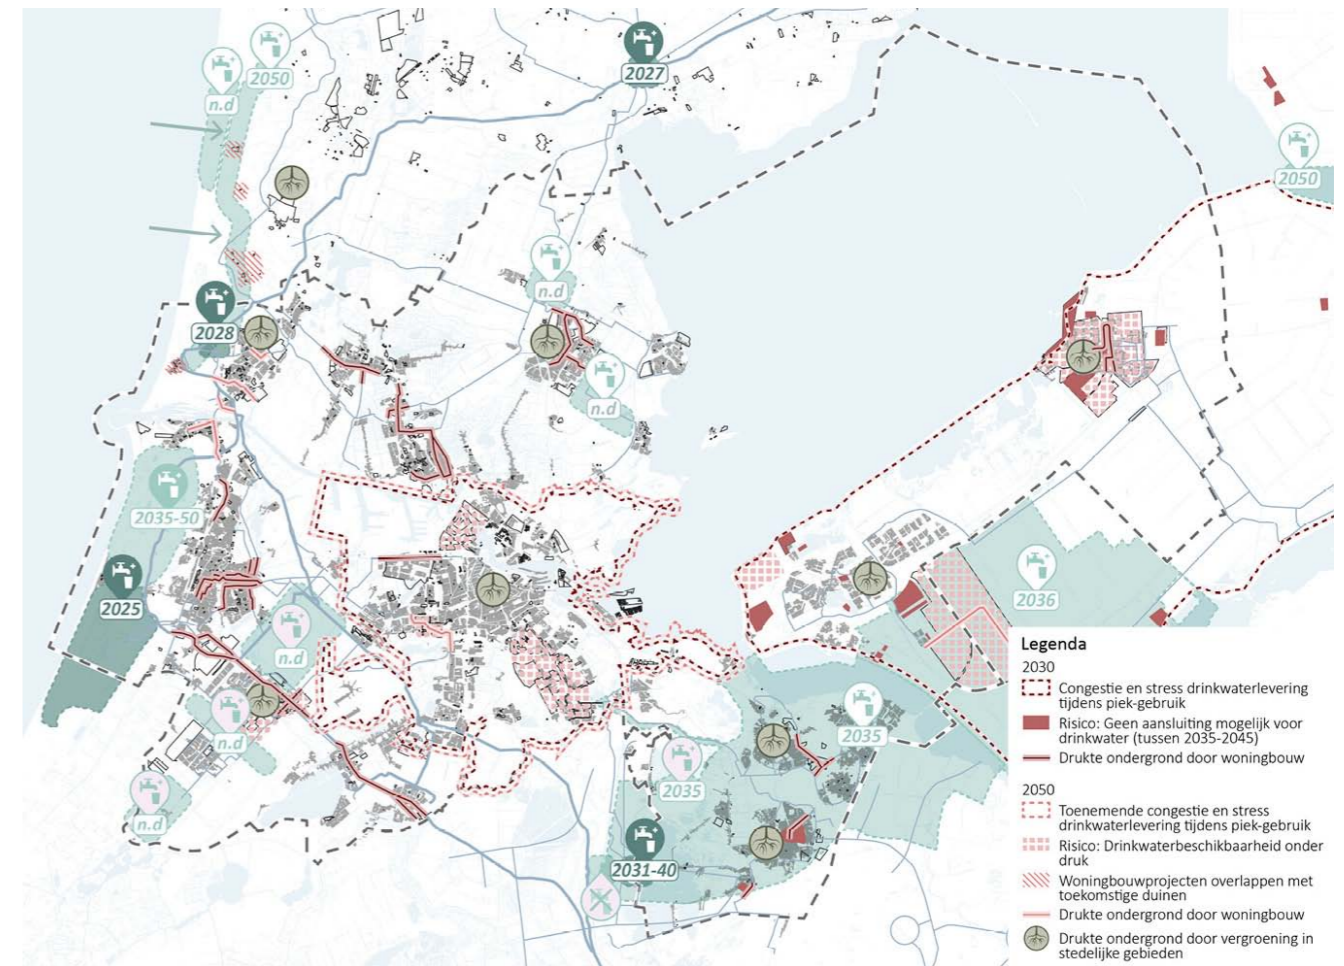 2050
2027
n.d
2050
n.d
2028
n.d
2035-50
2025
2036
n.d
n.d
2035
2035
n.d
2031-40
Legenda
2030
Congestie en stress drinkwaterlevering
tijdens piek-gebruik
Risico: Geen aansluiting mogelijk voor
drinkwater (tussen 2035-2045)
Drukte ondergrond door woningbouw
2050
Toenemende congestie en stress
drinkwaterlevering tijdens piek-gebruik
Risico: Drinkwaterbeschikbaarheid onder
druk
Woningbouwprojecten overlappen met
toekomstige duinen
Drukte ondergrond door woningbouw
Drukte ondergrond door vergroening in
stedelijke gebieden